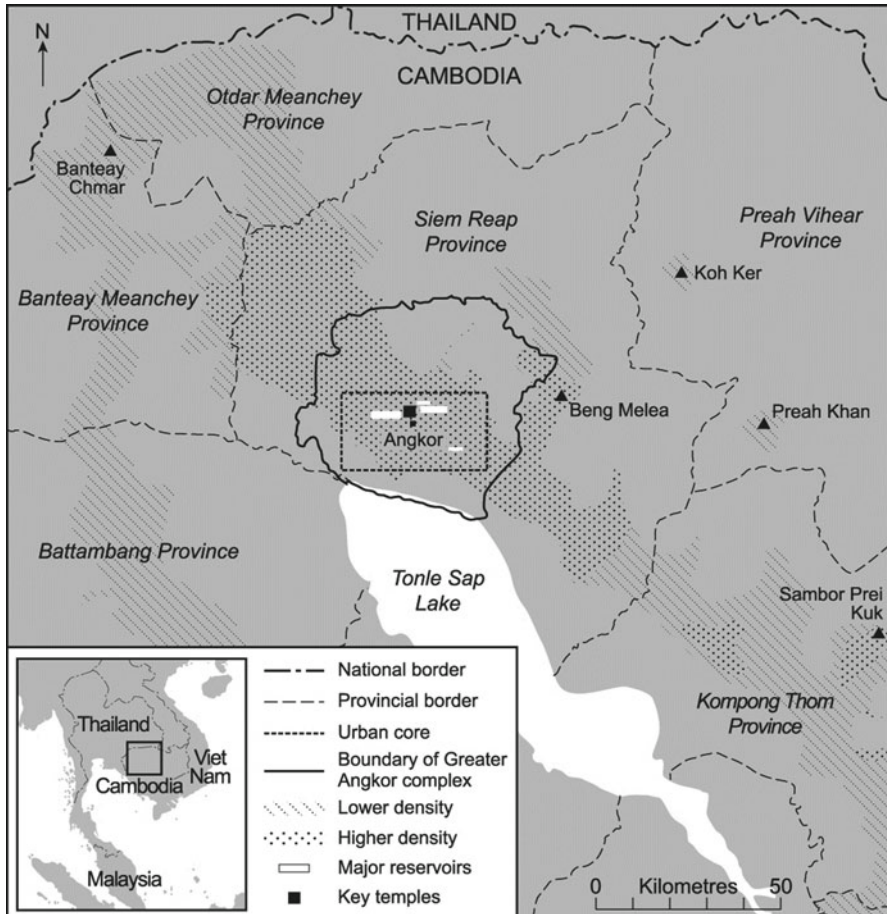 THAILAND
N
CAMBODIA
Otdar Meanchey
Province
Banteay
Chmar
Siem Reap
Province
Preah Vihear
Province
Koh Ker
Banteay Meanchey
Province
Beng Melea
Preah Khan
Angkor
Battambang Province
Tonle Sap
Lake
Sambor Prei
Kuk
Kompong Thom
Province
National border
Provincial border
Urban core
Boundary of Greater
Angkor complex
Lower density
Higher density
Major reservoirs
Key temples
Thailand
Viet
Nam
Cambodia
Malaysia
0 Kilometres 50